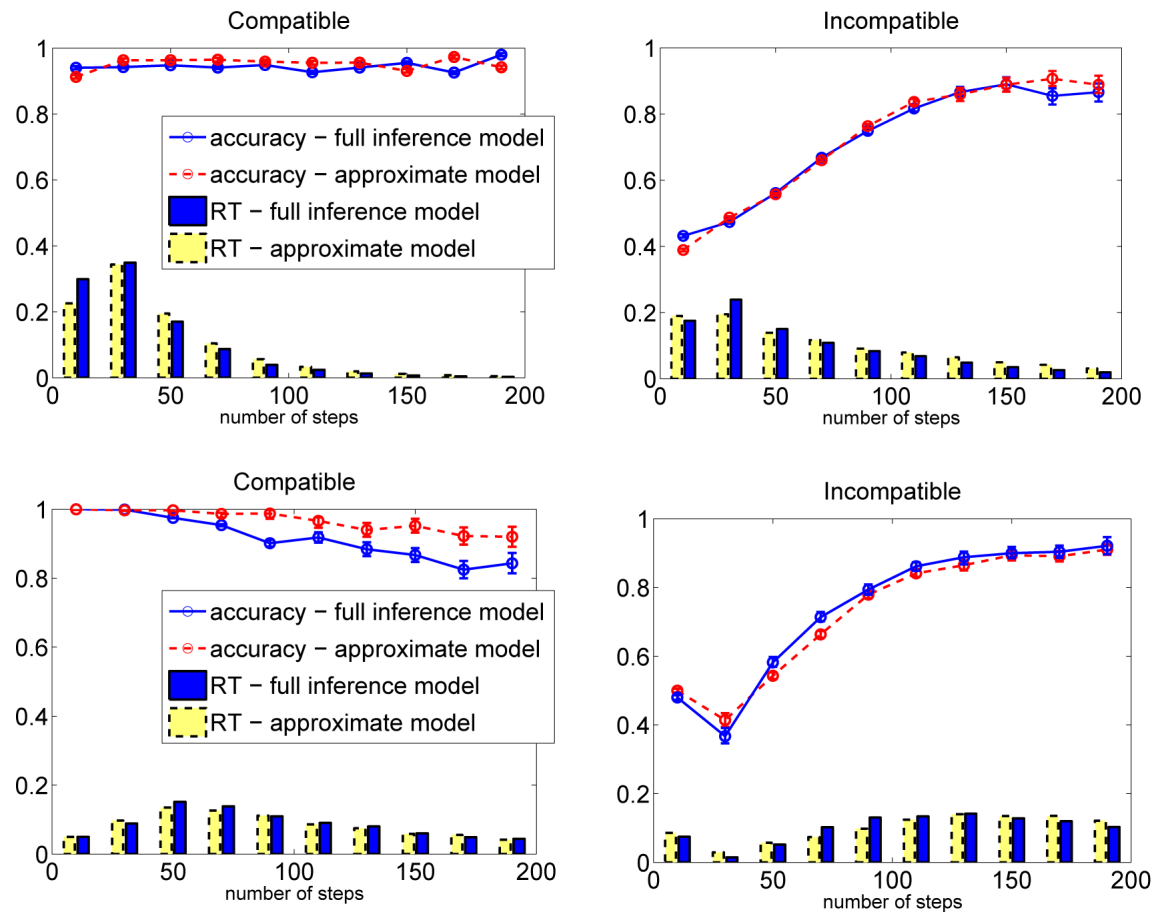 Compatible
1
0.8
0.6
0.4
0.2
0
accuracy − full inference model
accuracy − approximate model
RT − full inference model
RT − approximate model
50 100 150 200
number of steps
Incompatible
1
0.8
0.6
0.4
0.2
0
0 50 100 150 200
number of steps
Compatible
1
0.8
0.6
0.4
0.2
0
accuracy − full inference model
accuracy − approximate model
RT − full inference model
RT − approximate model
0 50 100 150 200
number of steps
Incompatible
1
0.8
0.6
0.4
0.2
0
0 50 100 150 200
number of steps